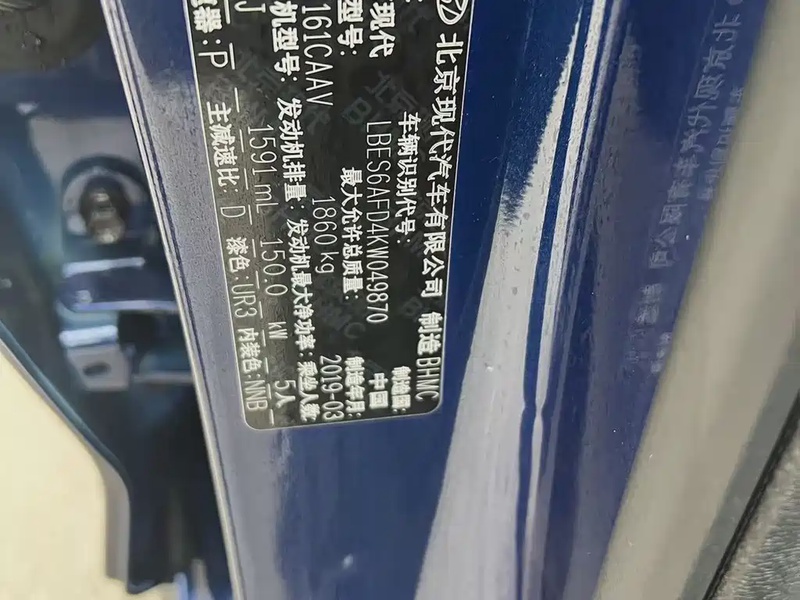 北京现代汽车有限公司 制造 BHMC
车辆识别代号: 制造国:
LBES6AFD4KW049870 中国
现代 最大允许总质量: 制造年月:
型号: 1860 kg 2019-03
161CAAV 发动机最大净功率: 乘坐人数
机型号: 发动机排量: 150.0 kW 5人
J 1591 mL
器: P 主减速比: D 漆色: UR3 内装色: NNB